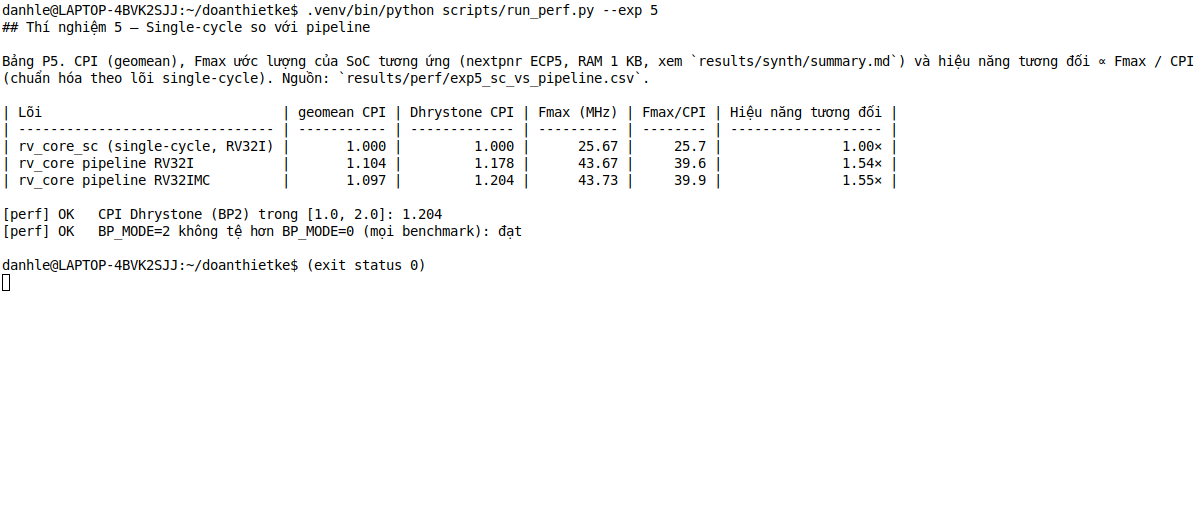 danhle@LAPTOP-4BVK2SJJ:~/doanthietke$ .venv/bin/python scripts/run_perf.py --exp 5
## Thí nghiệm 5 — Single-cycle so với pipeline
Bảng P5. CPI (geomean), Fmax ước lượng của SoC tương ứng (nextpnr ECP5, RAM 1 KB, xem `results/synth/summary.md`) và hiệu năng tương đối ∝ Fmax / CPI
(chuẩn hóa theo lõi single-cycle). Nguồn: `results/perf/exp5_sc_vs_pipeline.csv`.
| Lõi                             | geomean CPI | Dhrystone CPI | Fmax (MHz) | Fmax/CPI | Hiệu năng tương đối |
| ------------------------------- | ----------- | ------------- | ---------- | -------- | ------------------- |
| rv_core_sc (single-cycle, RV32I) |       1.000 |         1.000 |      25.67 |     25.7 |               1.00× |
| rv_core pipeline RV32I          |       1.104 |         1.178 |      43.67 |     39.6 |               1.54× |
| rv_core pipeline RV32IMC        |       1.097 |         1.204 |      43.73 |     39.9 |               1.55× |
[perf] OK   CPI Dhrystone (BP2) trong [1.0, 2.0]: 1.204
[perf] OK   BP_MODE=2 không tệ hơn BP_MODE=0 (mọi benchmark): đạt
danhle@LAPTOP-4BVK2SJJ:~/doanthietke$ (exit status 0)